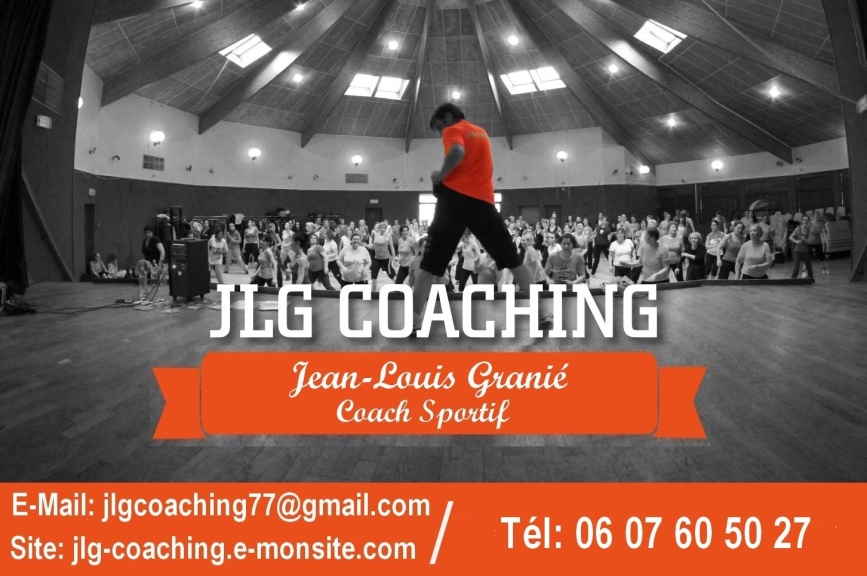 JLG COACHING
Jean-Louis Granié
Coach Sportif
E-Mail: jlgcoaching77@gmail.com
Site: jlg-coaching.e-monsite.com / Tél: 06 07 60 50 27